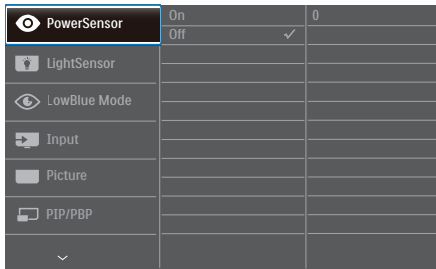 PowerSensor
On
0
Off
LightSensor
LowBlue Mode
Input
Picture
PIP/PBP